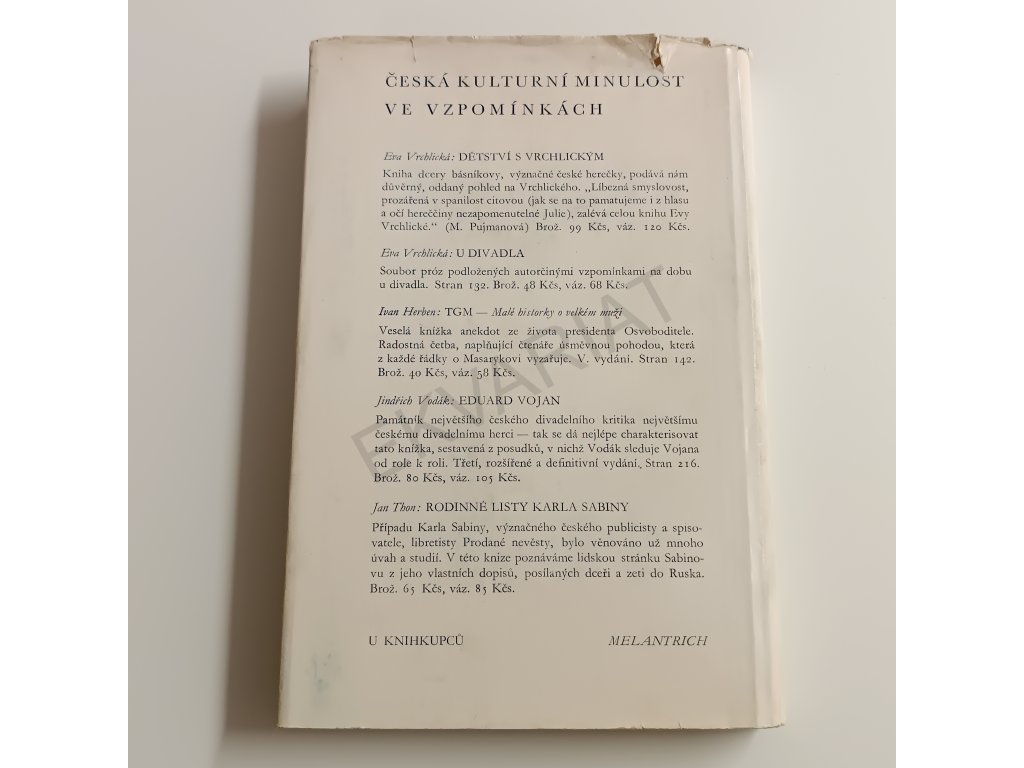 ČESKÁ KULTURNÍ MINULOST
VE VZPOMÍNKÁCH
Eva Vrchlická: DĚTSTVÍ S VRCHLICKÝM
Kniha dcery básníkovy, význačné české herečky, podává nám
důvěrný, oddaný pohled na Vrchlického. „Líbezná smyslovost,
prozářená v spanilost citovou (jak se na to pamatujeme i z hlasu
a očí hereččiny nezapomenutelné Julie), zalévá celou knihu Evy
Vrchlické.“ (M. Pujmanová) Brož. 99 Kčs, váz. 120 Kčs.
Eva Vrchlická: U DIVADLA
Soubor próz podložených autorčinými vzpomínkami na dobu
u divadla. Stran 132. Brož. 48 Kčs, váz. 68 Kčs.
Ivan Herben: TGM — Malé historky o velkém muži
Veselá knížka anekdot ze života presidenta Osvoboditele.
Radostná četba, naplňující čtenáře úsměvnou pohodou, která
z každé řádky o Masarykovi vyzařuje. V. vydání. Stran 142.
Brož. 40 Kčs, váz. 58 Kčs.
Jindřich Vodák: EDUARD VOJAN
Památník největšího českého divadelního kritika největšímu
českému divadelnímu herci — tak se dá nejlépe charakterisovat
tato knížka, sestavená z posudků, v nichž Vodák sleduje Vojana
od role k roli. Třetí, rozšířené a definitivní vydání. Stran 216.
Brož. 80 Kčs, váz. 105 Kčs.
Jan Thon: RODINNÉ LISTY KARLA SABINY
Případu Karla Sabiny, význačného českého publicisty a spiso-
vatele, libretisty Prodané nevěsty, bylo věnováno už mnoho
úvah a studií. V této knize poznáváme lidskou stránku Sabino-
vu z jeho vlastních dopisů, posílaných dceři a zeti do Ruska.
Brož. 65 Kčs, váz. 85 Kčs.
U KNIHKUPCŮ MELANTRICH
EKVARIAT